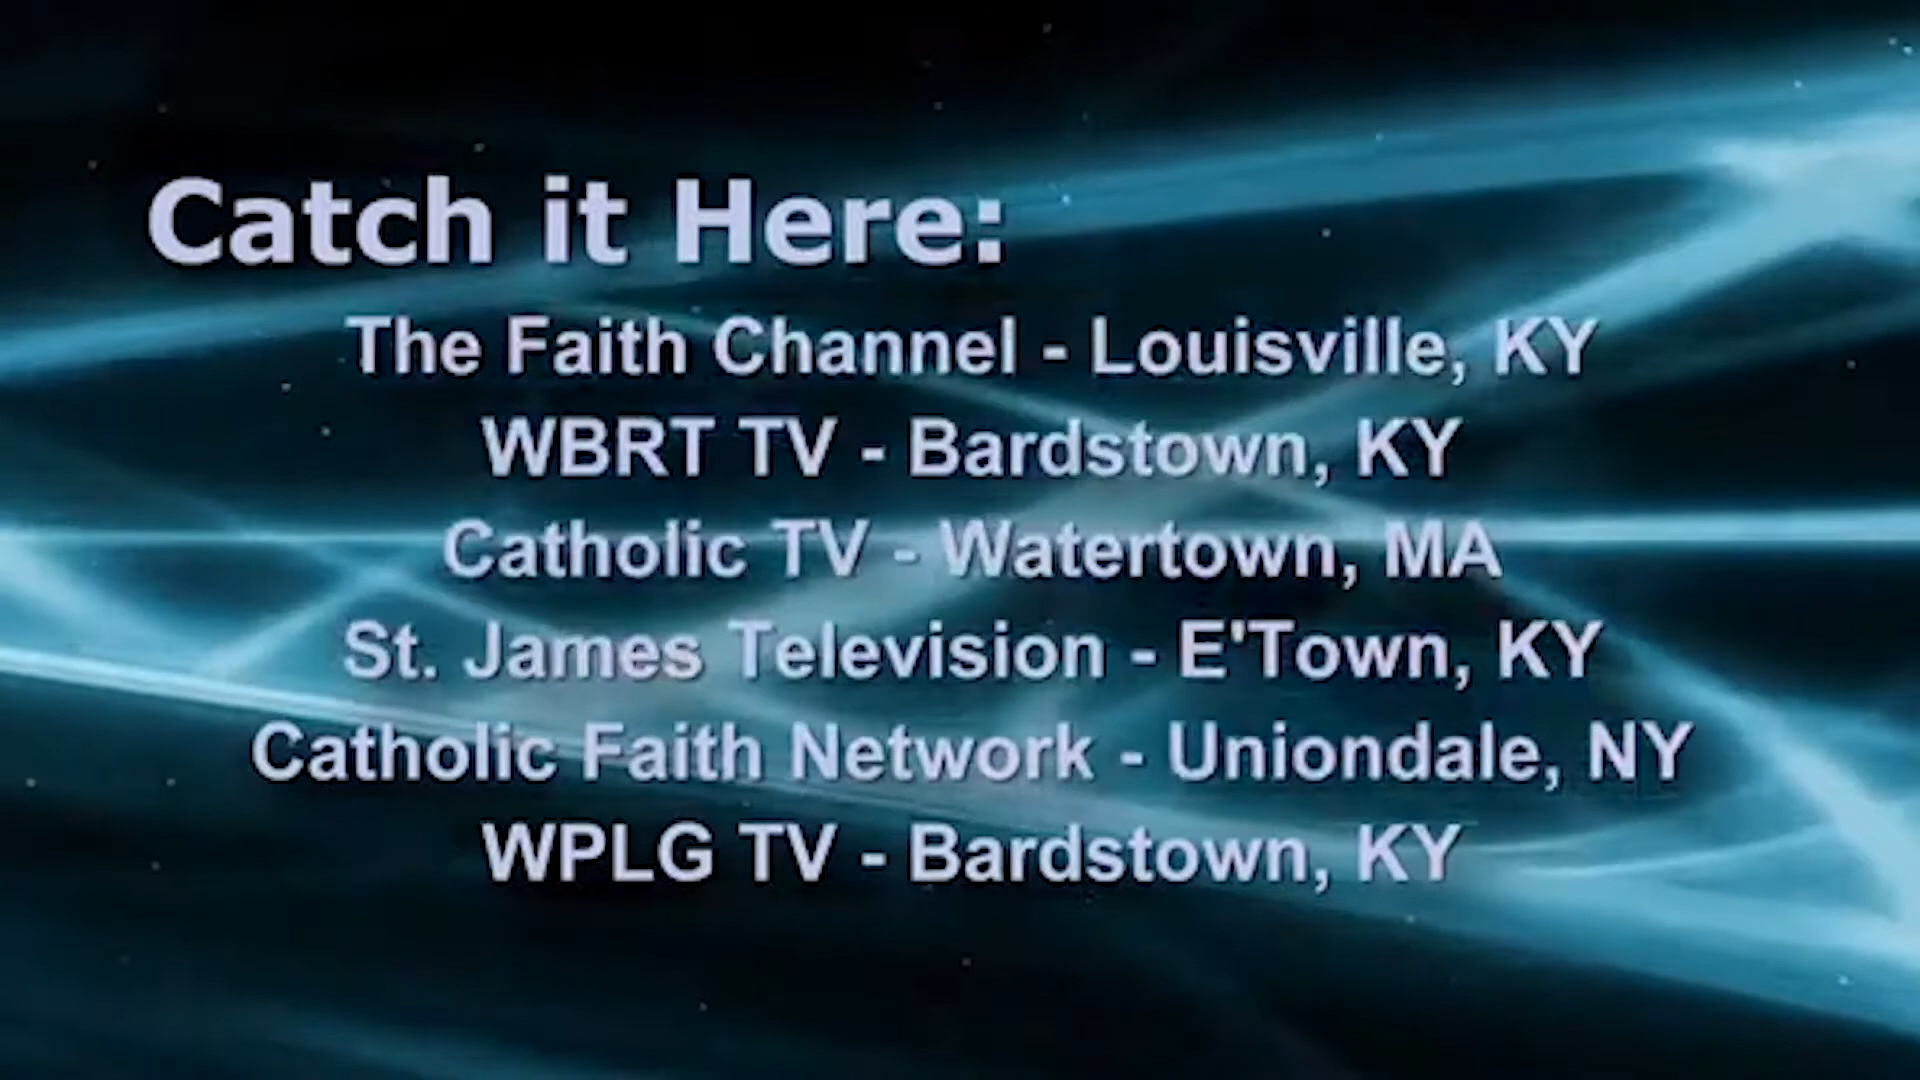 Catch it Here:
The Faith Channel - Louisville, KY
WBRT TV - Bardstown, KY
Catholic TV - Watertown, MA
St. James Television - E'Town, KY
Catholic Faith Network - Uniondale, NY
WPLG TV - Bardstown, KY